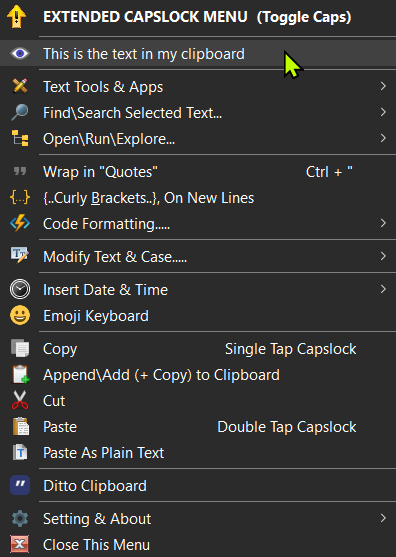 EXTENDED CAPSLOCK MENU  (Toggle Caps)
This is the text in my clipboard
Text Tools & Apps
Find\Search Selected Text...
Open\Run\Explore...
Wrap in "Quotes" Ctrl + "
{..Curly Brackets..}, On New Lines
Code Formatting.....
Modify Text & Case.....
Insert Date & Time
Emoji Keyboard
Copy Single Tap Capslock
Append\Add (+ Copy) to Clipboard
Cut
Paste Double Tap Capslock
Paste As Plain Text
Ditto Clipboard
Setting & About
Close This Menu